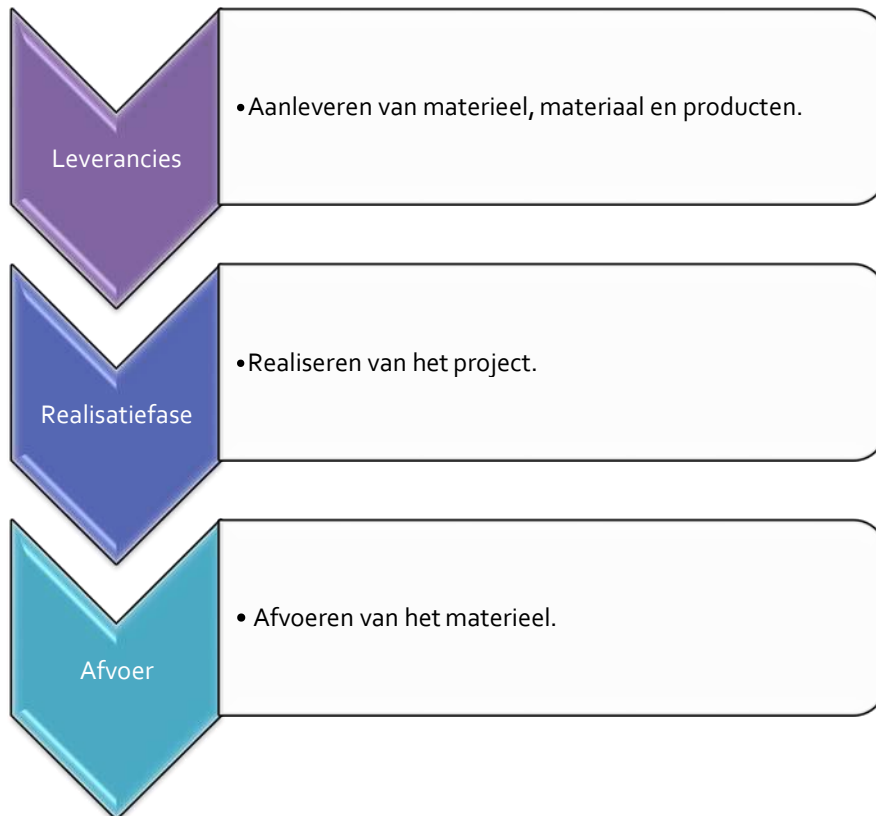 Leverancies
•Aanleveren van materieel, materiaal en producten.
Realisatiefase
•Realiseren van het project.
Afvoer
• Afvoeren van het materieel.